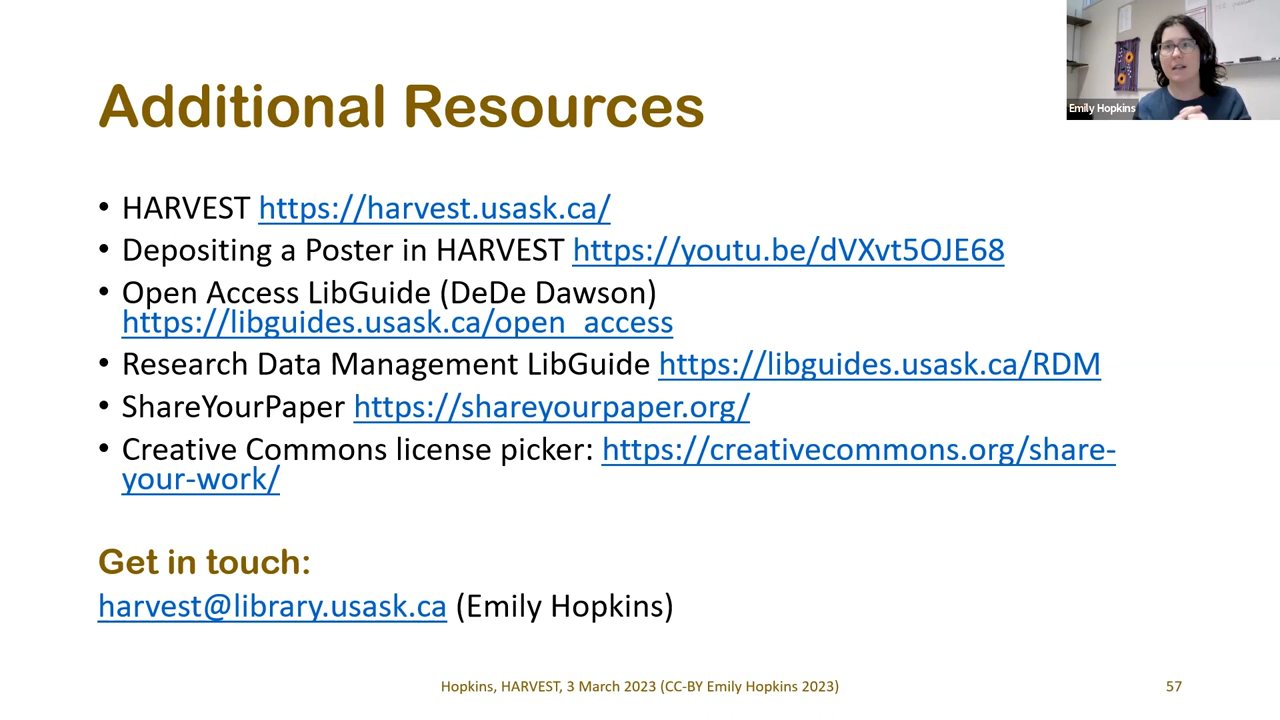 Additional Resources
Emily Hopkins
• HARVEST https://harvest.usask.ca/
• Depositing a Poster in HARVEST https://youtu.be/dVXvt5OJE68
• Open Access LibGuide (DeDe Dawson)
https://libguides.usask.ca/open_access
• Research Data Management LibGuide https://libguides.usask.ca/RDM
• ShareYourPaper https://shareyourpaper.org/
• Creative Commons license picker: https://creativecommons.org/share-
your-work/
Get in touch:
harvest@library.usask.ca (Emily Hopkins)
Hopkins, HARVEST, 3 March 2023 (CC-BY Emily Hopkins 2023)
57